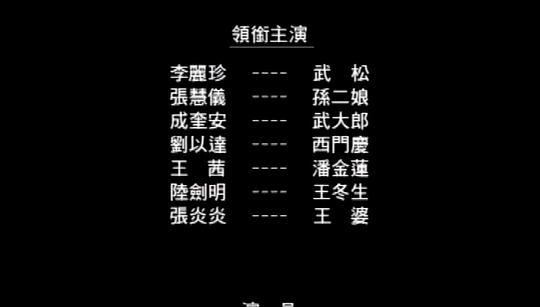 領銜主演
李麗珍 ---- 武 松
張慧儀 ---- 孫二娘
成奎安 ---- 武大郎
劉以達 ---- 西門慶
王 茜 ---- 潘金蓮
陸劍明 ---- 王冬生
張炎炎 ---- 王 婆